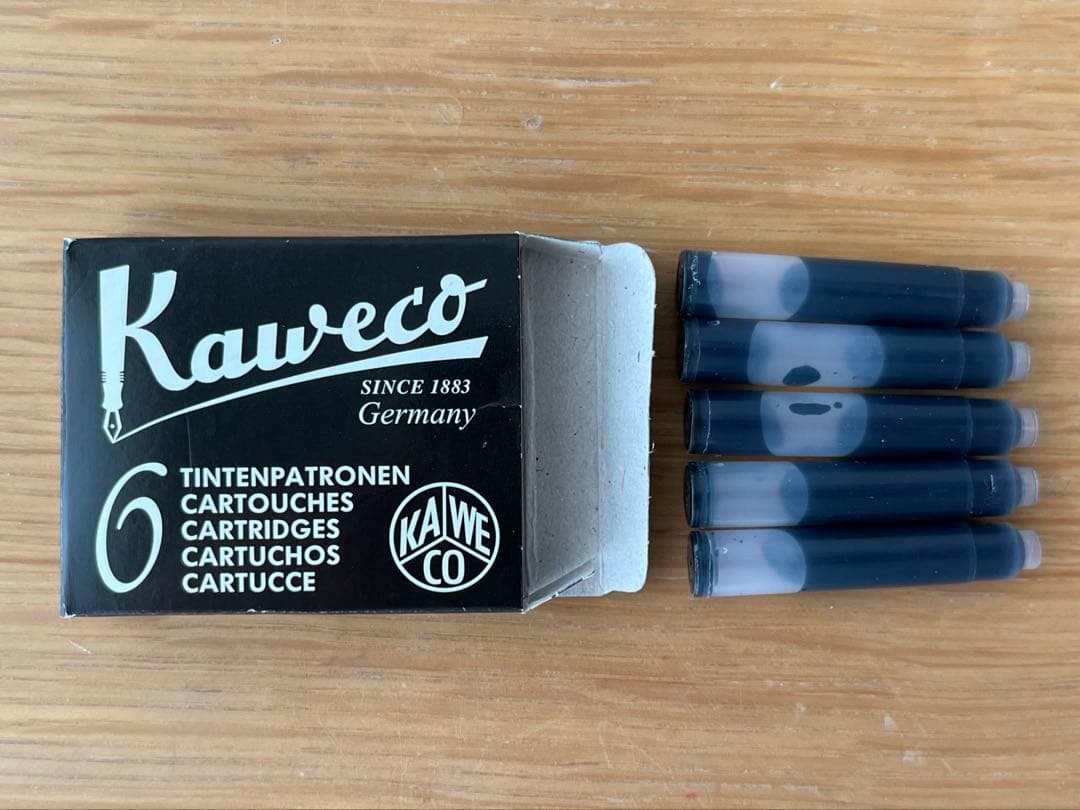 Kaweco
SINCE 1883
Germany
6
TINTENPATRONEN
CARTOUCHES
CARTRIDGES
CARTUCHOS
CARTUCCE
KA WE
CO